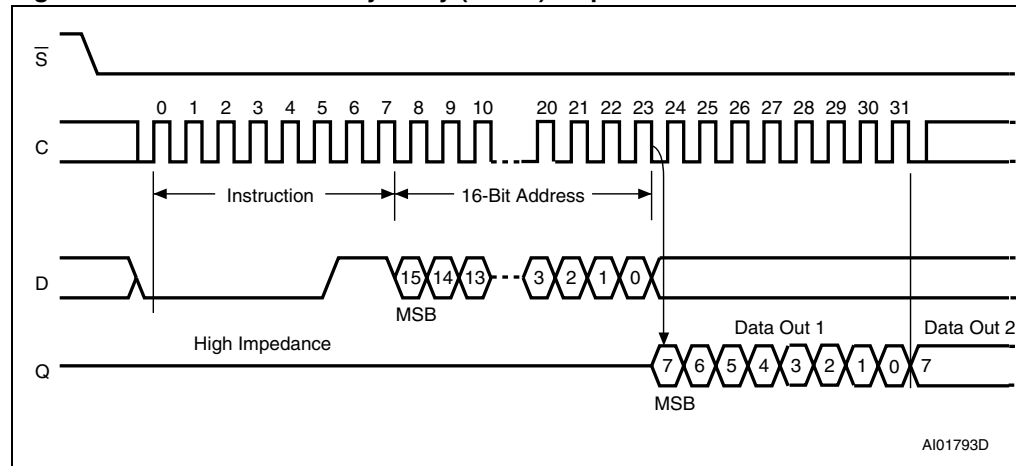 S
0 1 2 3 4 5 6 7 8 9 10 20 21 22 23 24 25 26 27 28 29 30 31
C
Instruction 16-Bit Address
D
15 14 13 3 2 1 0
MSB
High Impedance
Data Out 1 Data Out 2
Q
7 6 5 4 3 2 1 0 7
MSB
AI01793D